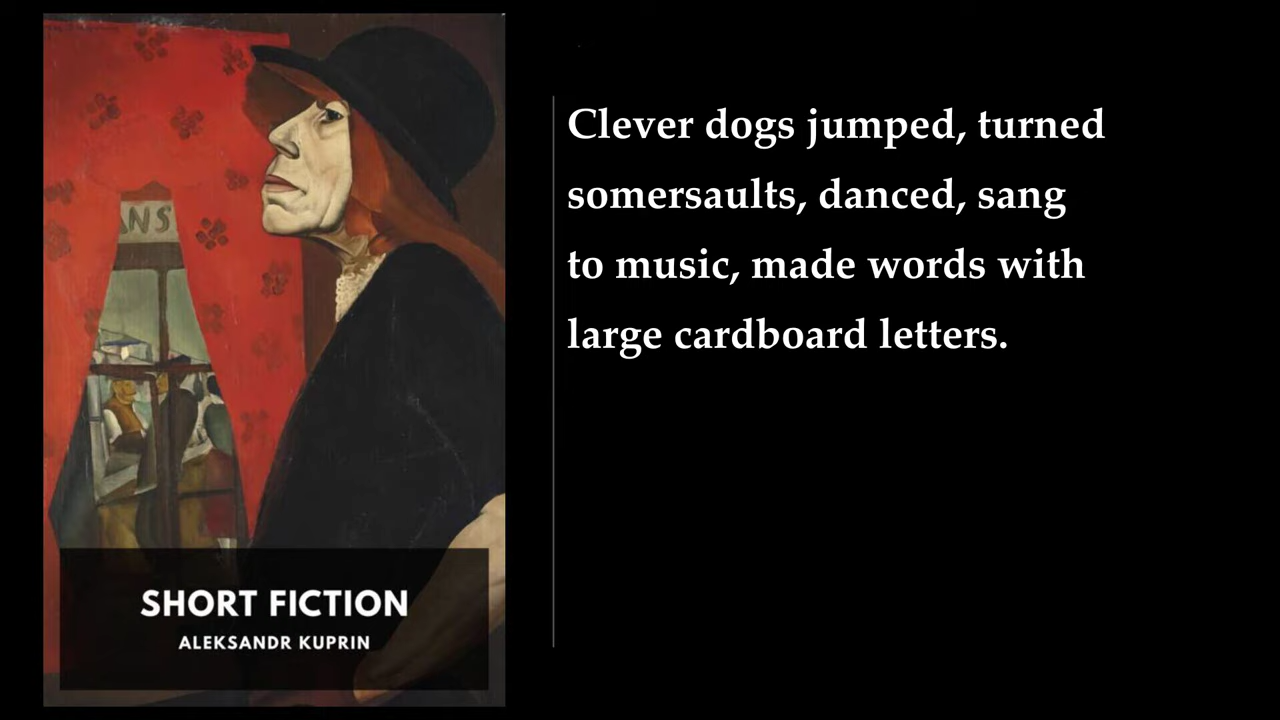 ANS
SHORT FICTION
ALEKSANDR KUPRIN
Clever dogs jumped, turned
somersaults, danced, sang
to music, made words with
large cardboard letters.